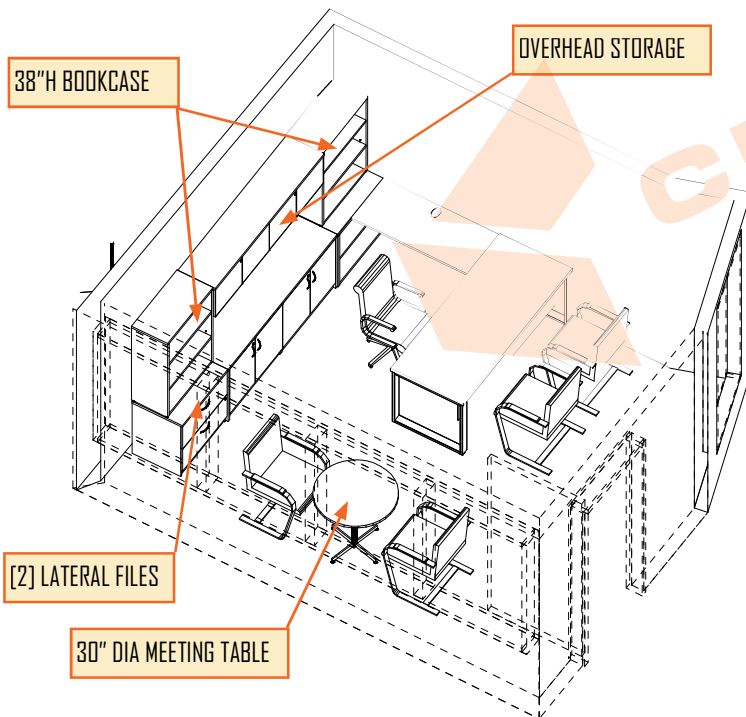 OVERHEAD STORAGE
38"H BOOKCASE
[2] LATERAL FILES
30" DIA MEETING TABLE